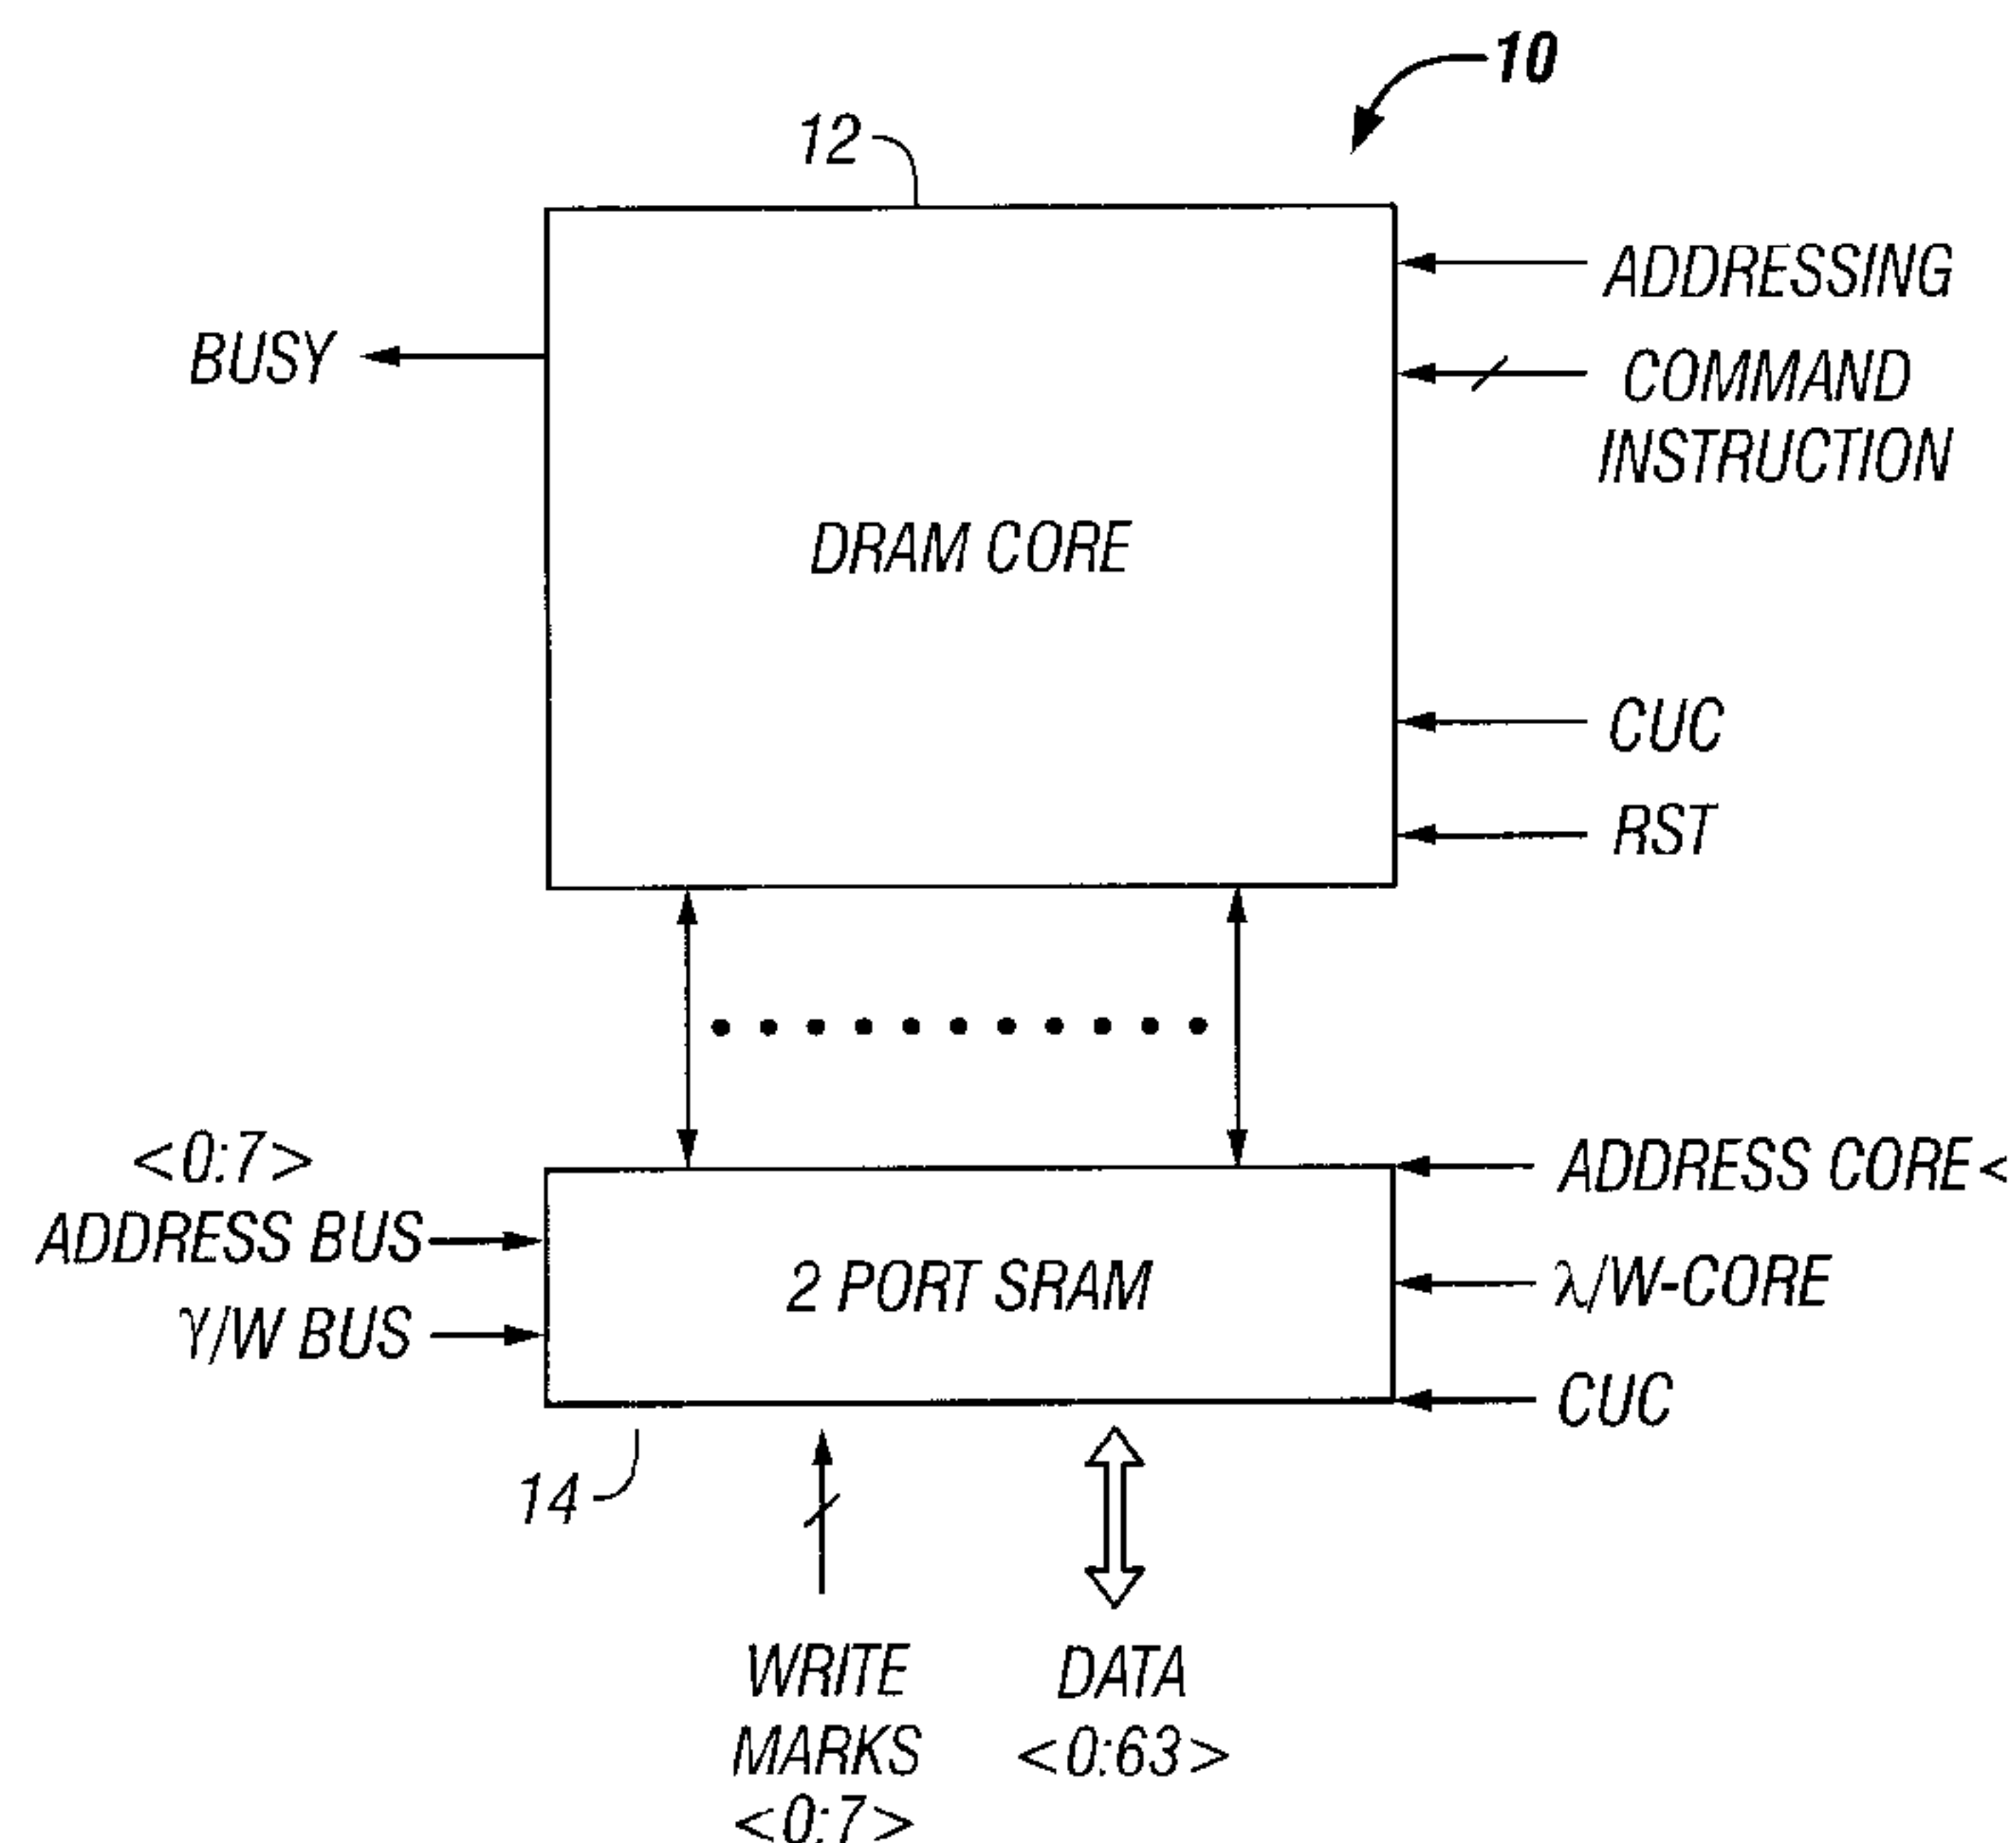 10
12
ADDRESSING
BUSY
COMMAND
INSTRUCTION
DRAM CORE
CUC
RST
<0:7>
ADDRESS BUS
γ/W BUS
2 PORT SRAM
ADDRESS CORE<
λ/W-CORE
CUC
14
WRITE
MARKS
<0:7>
DATA
<0:63>